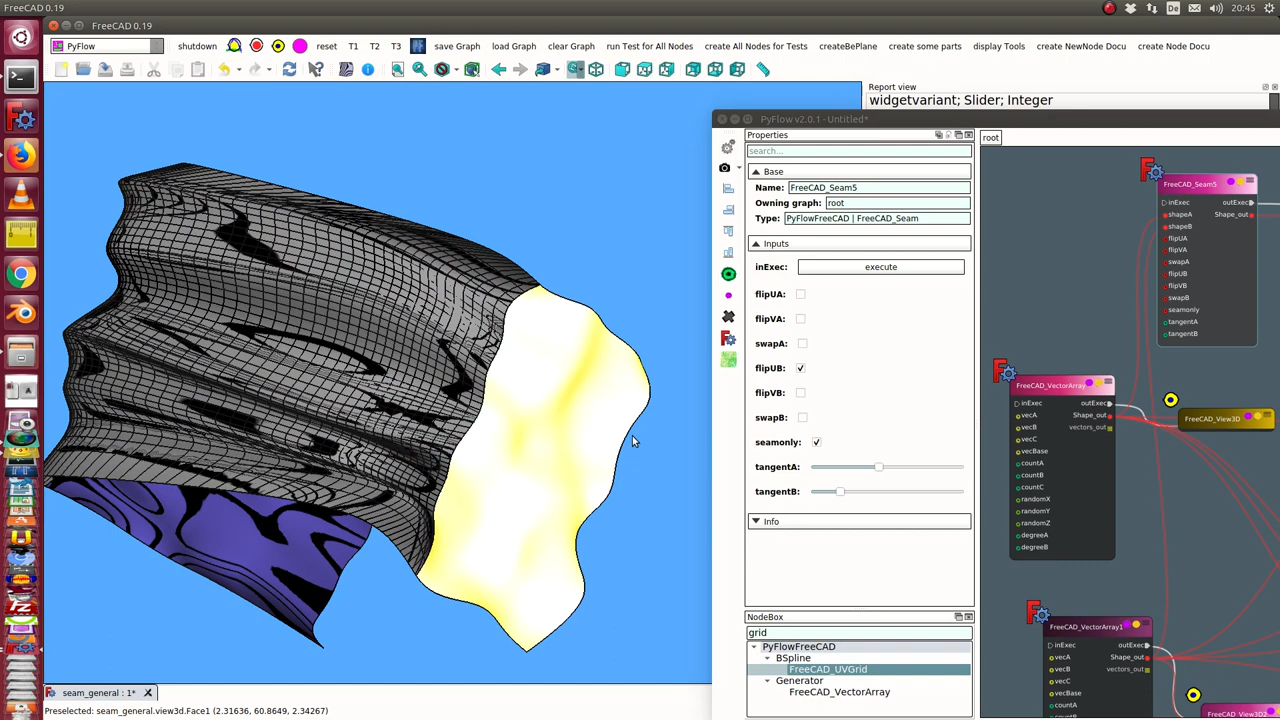 FreeCAD 0.19
De
20:45
FreeCAD 0.19
PyFlow
shutdown
reset
T1
T2
T3
save Graph
load Graph
clear Graph
run Test for All Nodes
create All Nodes for Tests
createBePlane
create some parts
display Tools
create NewNode Docu
create Node Docu
Report view
widgetvariant; Slider; Integer
PyFlow v2.0.1 - Untitled*
Properties
search...
Base
Name: FreeCAD_Seam5
Owning graph: root
Type: PyFlowFreeCAD | FreeCAD_Seam
Inputs
inExec: execute
flipUA:
flipVA:
swapA:
flipUB:
flipVB:
swapB:
seamonly:
tangentA:
tangentB:
Info
NodeBox
grid
PyFlowFreeCAD
BSpline
FreeCAD_UVGrid
Generator
FreeCAD_VectorArray
root
FreeCAD_Seam5
inExec outExec
shapeA Shape_out
shapeB
flipUA
flipVA
swapA
flipUB
flipVB
swapB
seamonly
tangentA
tangentB
FreeCAD_VectorArray
inExec outExec
vecA Shape_out
vecB vectors_out
vecC
vecBase
countA
countB
countC
randomX
randomY
randomZ
degreeA
degreeB
FreeCAD_View3D
FreeCAD_VectorArray1
inExec outExec
vecA Shape_out
vecB vectors_out
vecC
vecBase
countA
countB
FreeCAD_View3D2
seam_general : 1*
Preselected: seam_general.view3d.Face1 (2.31636, 60.8649, 2.34267)